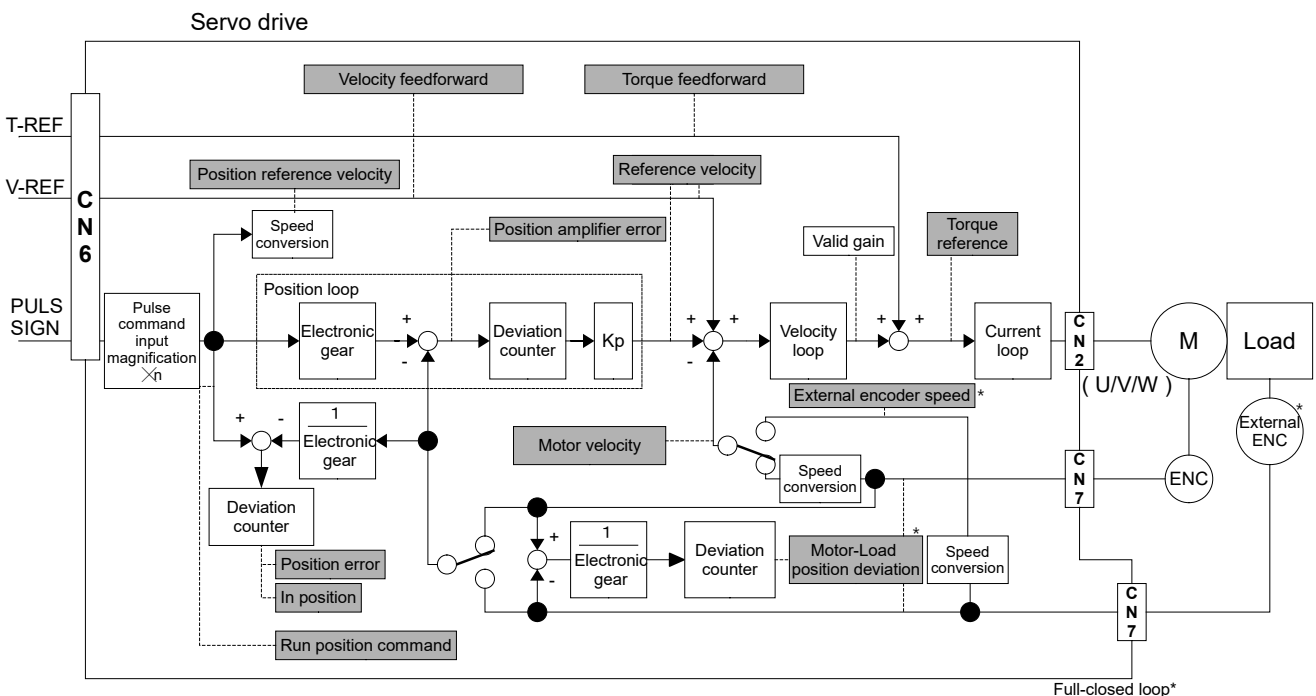 Servo drive
Velocity feedforward
Torque feedforward
T-REF
Position reference velocity
Reference velocity
V-REF
C
N
6
Speed
conversion
Position amplifier error
Valid gain
Torque
reference
PULS
SIGN
Pulse
command
input
magnification
×n
Position loop
Electronic
gear
+
-
-
Deviation
counter
Kp
+
+
-
+
Velocity
loop
+
+
+
Current
loop
C
N
2
( U/V/W )
M
Load
External encoder speed *
External
ENC
*
+
-
1
Electronic
gear
Motor velocity
Speed
conversion
C
N
7
ENC
Deviation
counter
Position error
In position
Run position command
+
-
1
Electronic
gear
Deviation
counter
*
Motor-Load
position deviation
Speed
conversion
C
N
7
Full-closed loop*